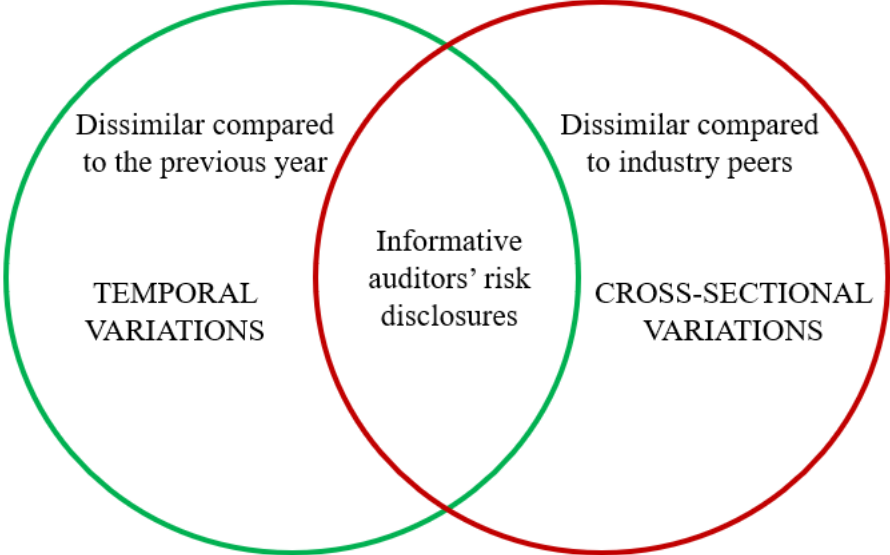 Dissimilar compared
to the previous year
TEMPORAL
VARIATIONS
Informative
auditors’ risk
disclosures
Dissimilar compared
to industry peers
CROSS-SECTIONAL
VARIATIONS